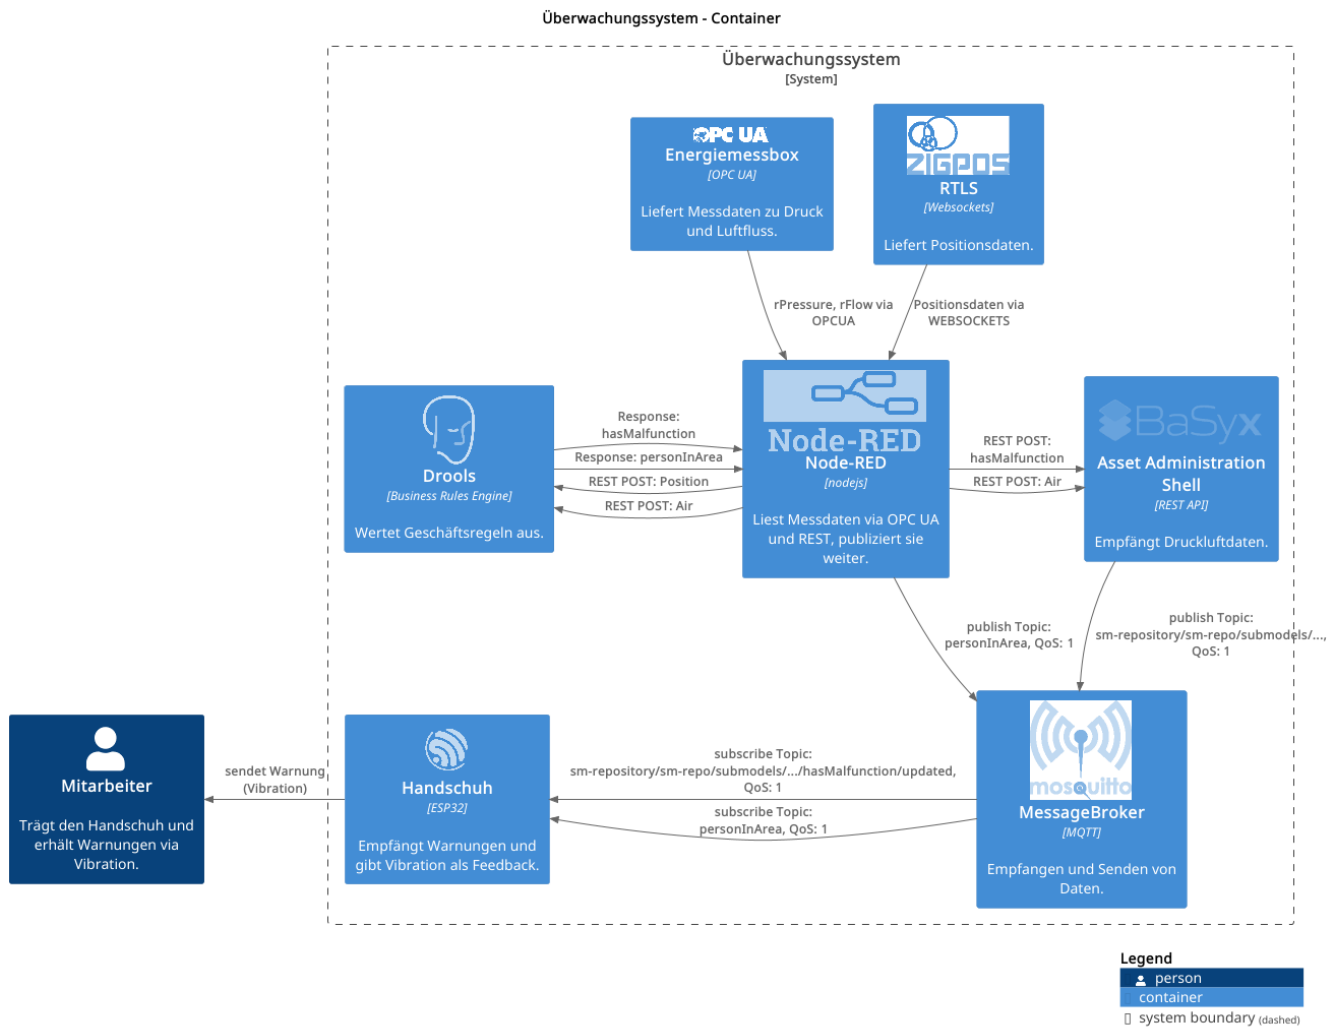 Überwachungssystem - Container
Überwachungssystem
[System]
OPC UA
Energiemessbox
[OPC UA]
Liefert Messdaten zu Druck
und Luftfluss.
ZIGPOS
RTLS
[Websockets]
Liefert Positionsdaten.
rPressure, rFlow via
OPCUA
Positionsdaten via
WEBSOCKETS
Drools
[Business Rules Engine]
Wertet Geschäftsregeln aus.
Response:
hasMalfunction
Response: personInArea
REST POST: Position
REST POST: Air
Node-RED
Node-RED
[nodejs]
Liest Messdaten via OPC UA
und REST, publiziert sie
weiter.
REST POST:
hasMalfunction
REST POST: Air
BaSyx
Asset Administration
Shell
[REST API]
Empfängt Druckluftdaten.
publish Topic:
personInArea, QoS: 1
publish Topic:
sm-repository/sm-repo/submodels/...,
QoS: 1
Mitarbeiter
Trägt den Handschuh und
erhält Warnungen via
Vibration.
sendet Warnung
(Vibration)
Handschuh
[ESP32]
Empfängt Warnungen und
gibt Vibration als Feedback.
subscribe Topic:
sm-repository/sm-repo/submodels/.../hasMalfunction/updated,
QoS: 1
subscribe Topic:
personInArea, QoS: 1
mosquitto
MessageBroker
[MQTT]
Empfangen und Senden von
Daten.
Legend
person
container
system boundary (dashed)